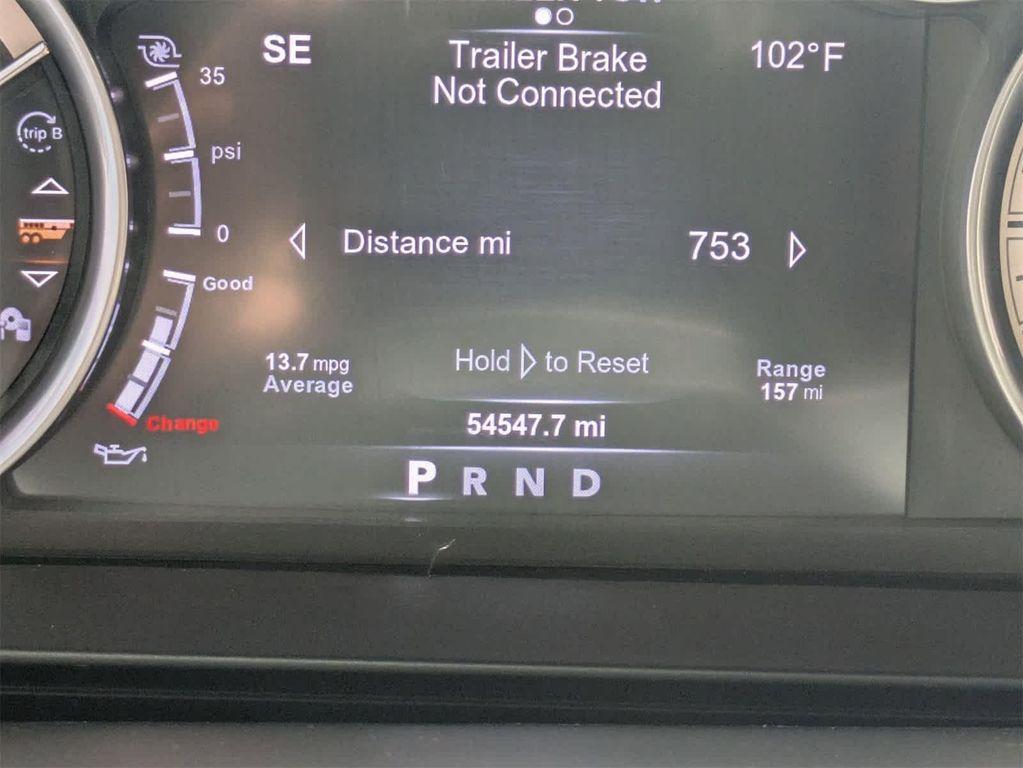 SE
Trailer Brake
Not Connected
102°F
35
psi
0
trip B
Distance mi
753
Good
Change
13.7 mpg
Average
Hold to Reset
Range
157 mi
54547.7 mi
P R N D